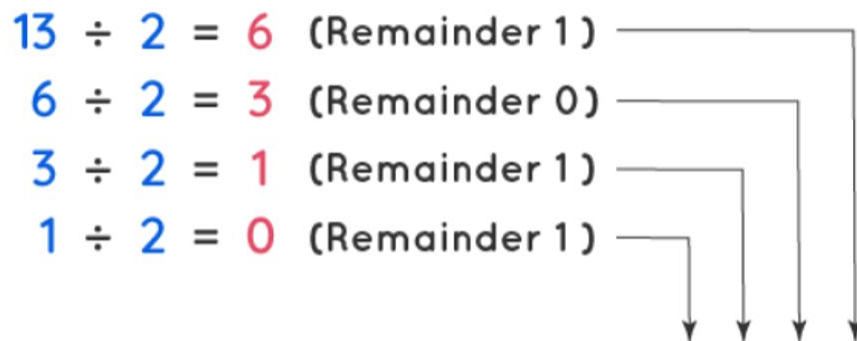 13 ÷ 2 = 6 (Remainder 1)
6 ÷ 2 = 3 (Remainder 0)
3 ÷ 2 = 1 (Remainder 1)
1 ÷ 2 = 0 (Remainder 1)